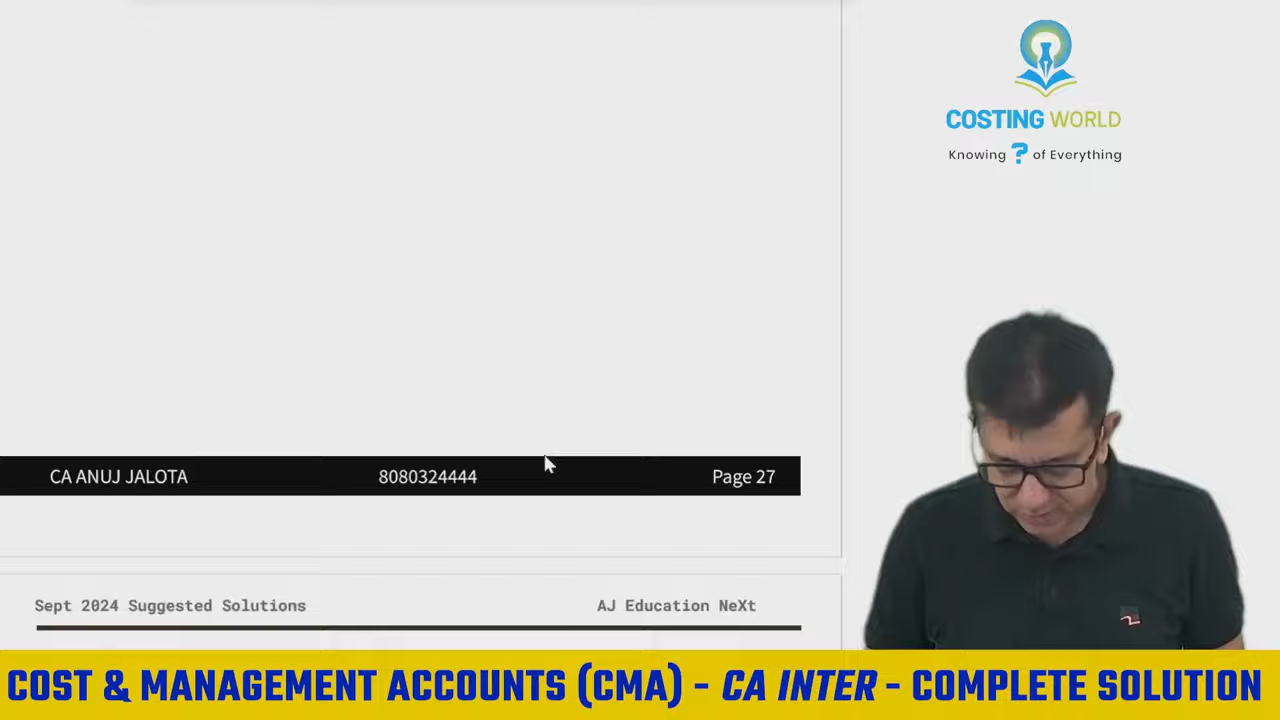 COSTING WORLD
Knowing ? of Everything
CA ANUJ JALOTA 8080324444 Page 27
Sept 2024 Suggested Solutions AJ Education NeXt
COST & MANAGEMENT ACCOUNTS (CMA) - CA INTER - COMPLETE SOLUTION